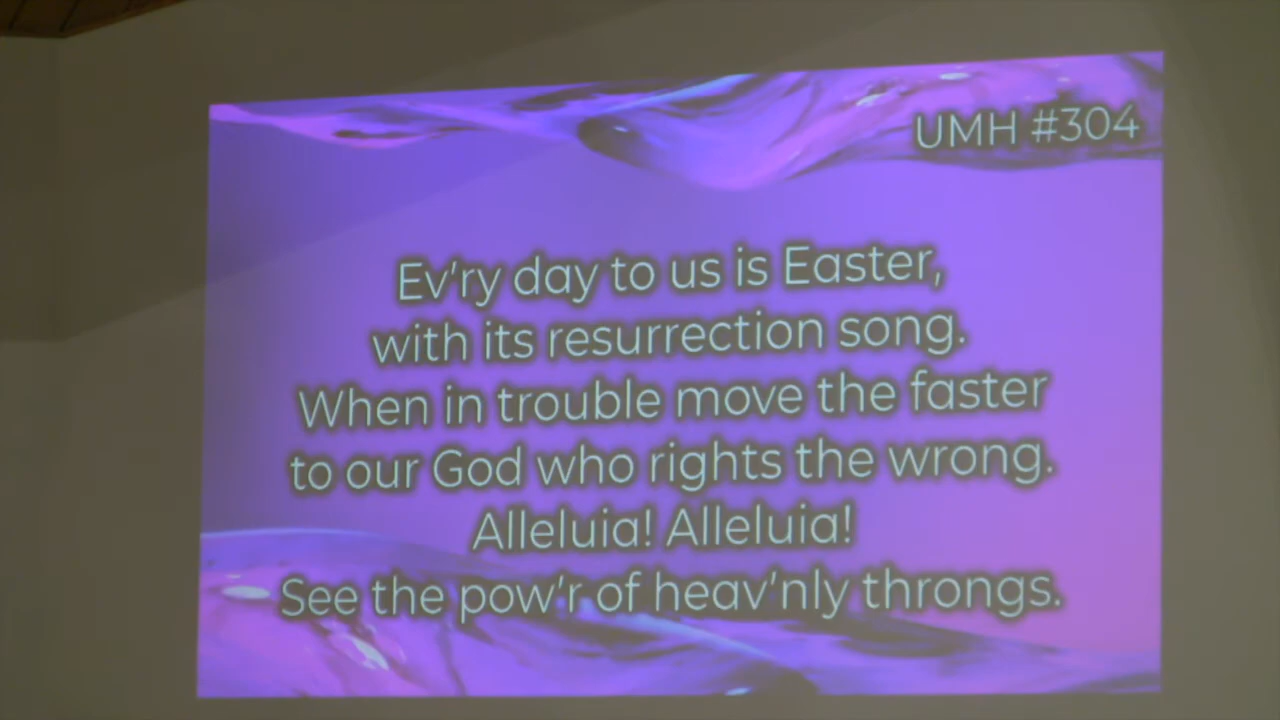 UMH #304
Ev'ry day to us is Easter,
with its resurrection song.
When in trouble move the faster
to our God who rights the wrong.
Alleluia! Alleluia!
See the pow'r of heav'nly throngs.